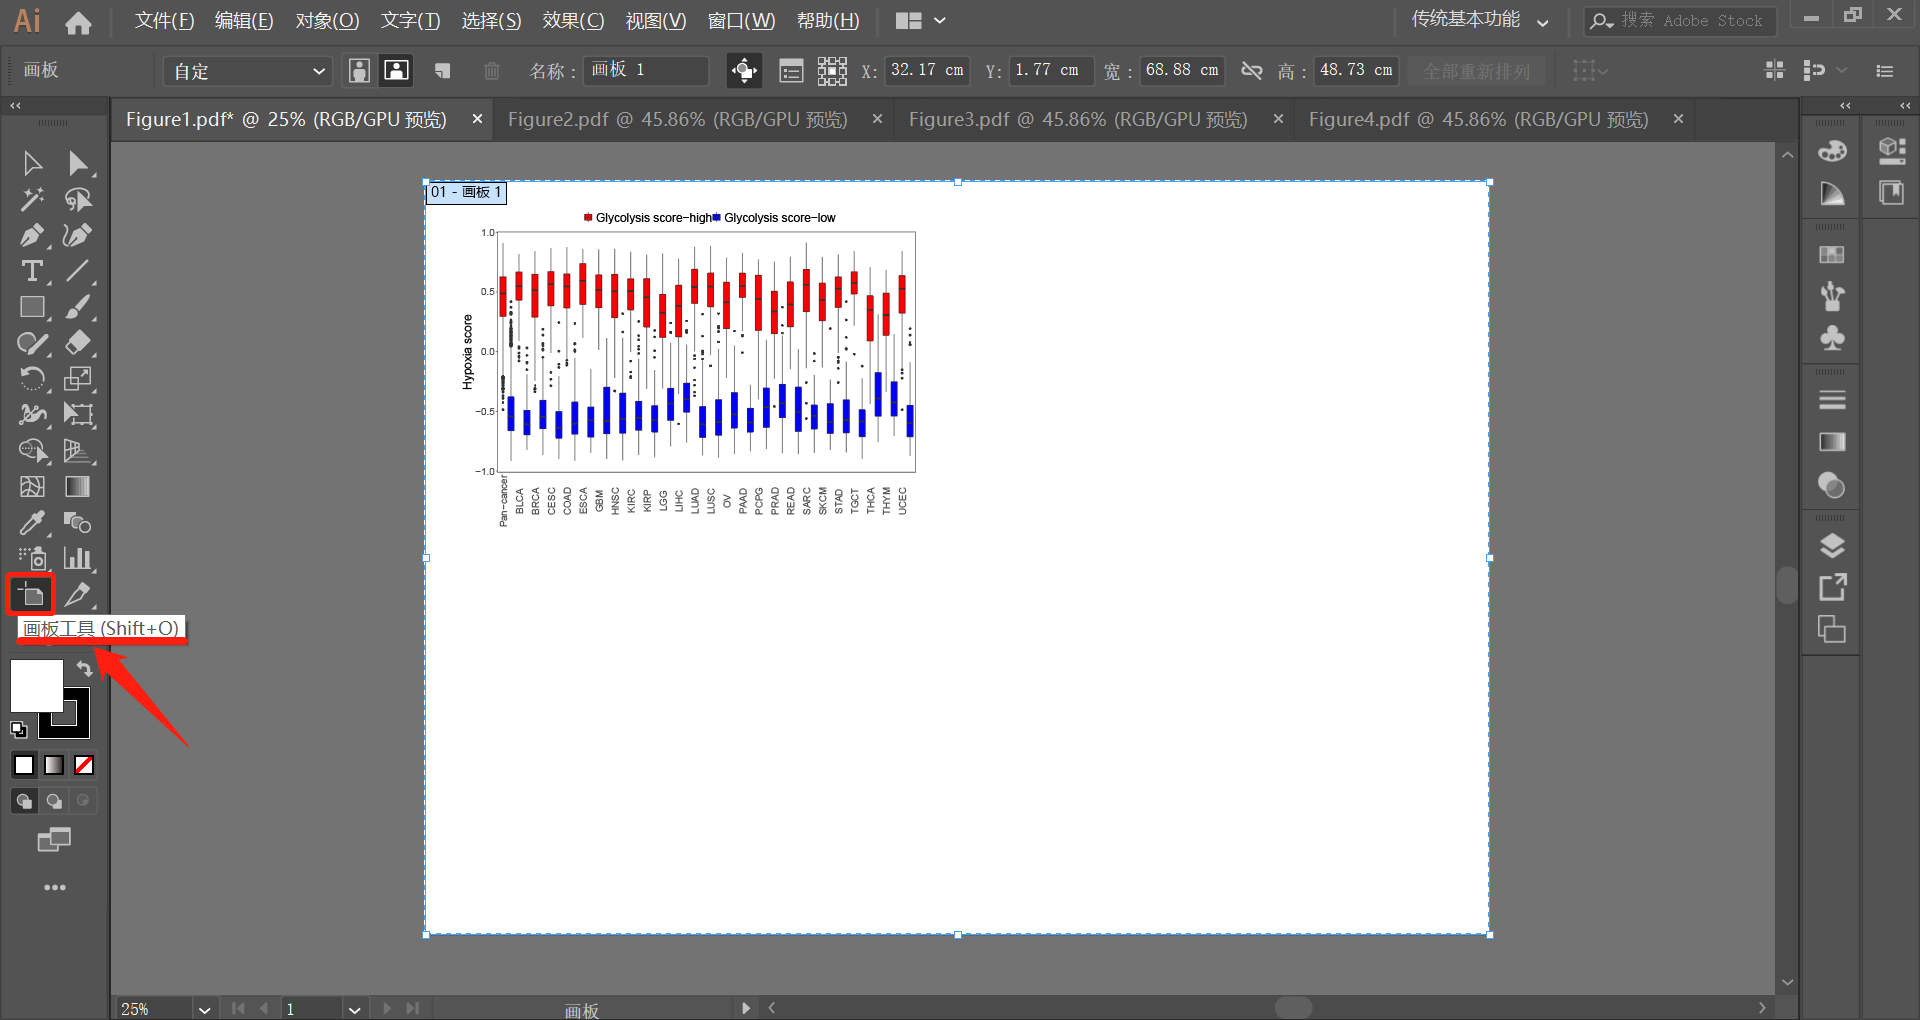 Ai
文件(F) 编辑(E) 对象(O) 文字(T) 选择(S) 效果(C) 视图(V) 窗口(W) 帮助(H)
传统基本功能
搜索 Adobe Stock
画板
自定
名称：
画板 1
X: 32.17 cm
Y: 1.77 cm
宽： 68.88 cm
高： 48.73 cm
全部重新排列
Figure1.pdf* @ 25% (RGB/GPU 预览)
Figure2.pdf @ 45.86% (RGB/GPU 预览)
Figure3.pdf @ 45.86% (RGB/GPU 预览)
Figure4.pdf @ 45.86% (RGB/GPU 预览)
01 - 画板 1
Glycolysis score−high Glycolysis score−low
Hypoxia score
1.0
0.5
0.0
−0.5
−1.0
Pan−cancer
BLCA
BRCA
CESC
COAD
ESCA
GBM
HNSC
KIRC
KIRP
LGG
LIHC
LUAD
LUSC
OV
PAAD
PCPG
PRAD
READ
SARC
SKCM
STAD
TGCT
THCA
THYM
UCEC
画板工具 (Shift+O)
25%
1
画板